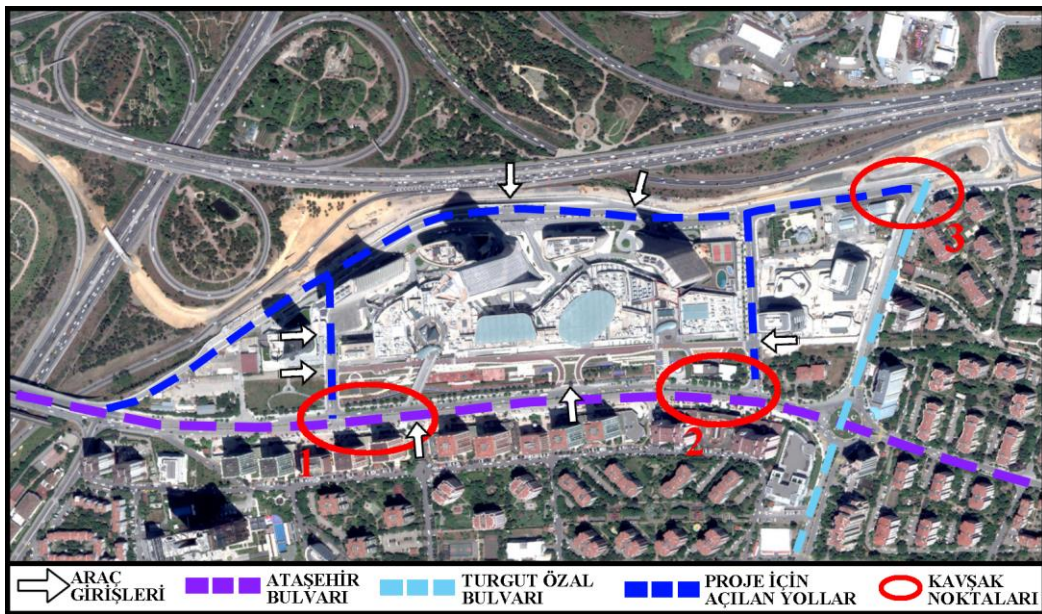 3
2
1
ARAÇ
GİRİŞLERİ
ATAŞEHİR
BULVARI
TURGUT ÖZAL
BULVARI
PROJE İÇİN
AÇILAN YOLLAR
KAVŞAK
NOKTALARI